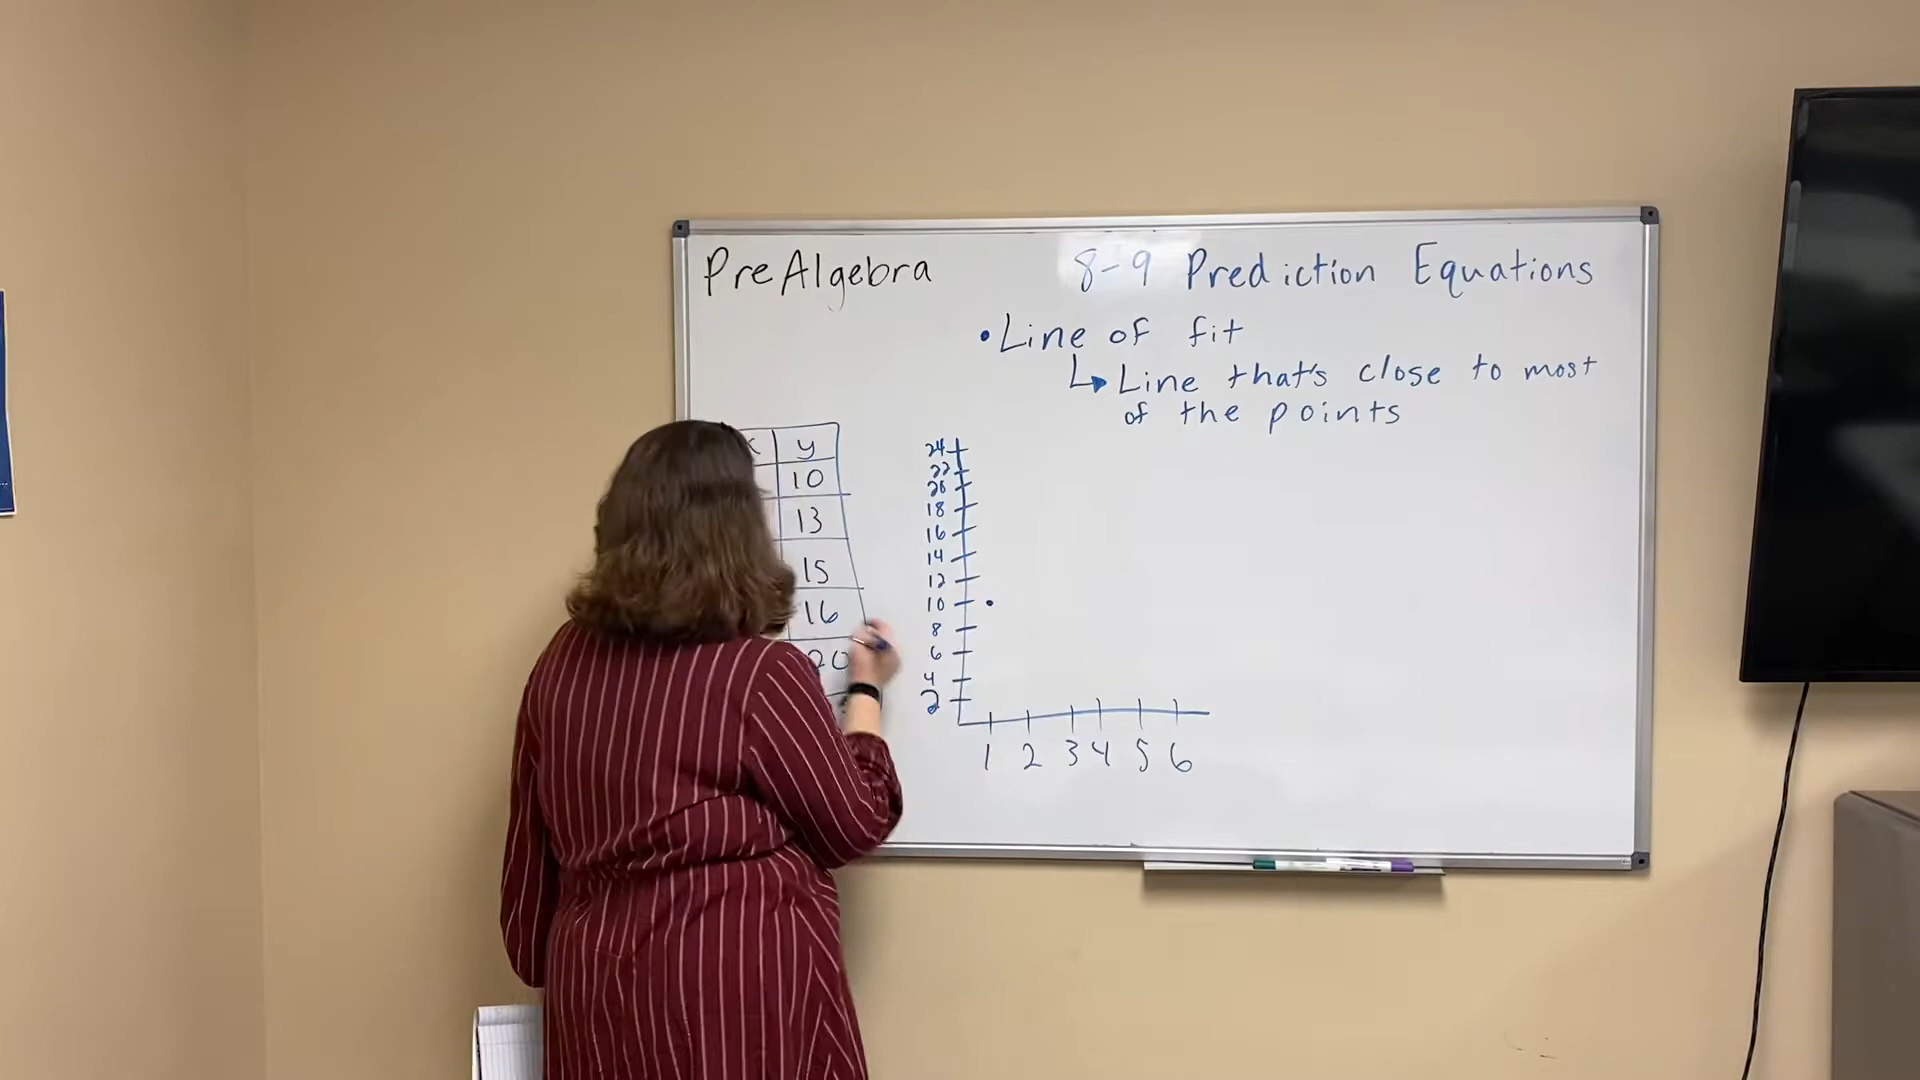 PreAlgebra
8-9 Prediction Equations
• Line of fit
Line that's close to most
of the points
x y
10
13
15
16
20
24
22
20
18
16
14
12
10
8
6
4
2
1 2 3 4 5 6